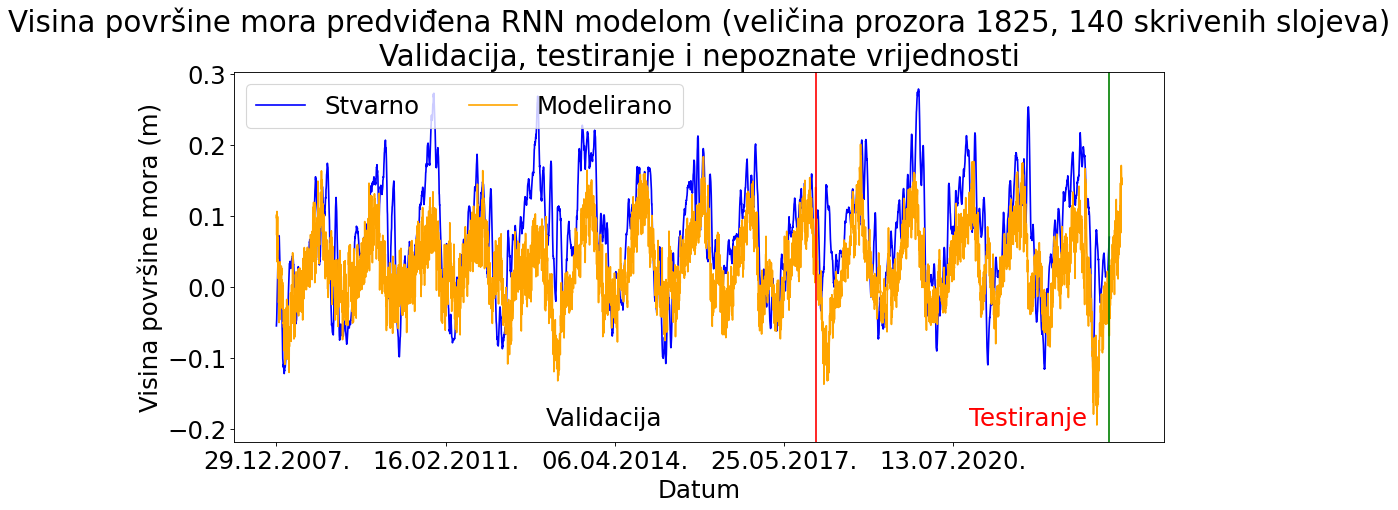 Visina površine mora predviđena RNN modelom (veličina prozora 1825, 140 skrivenih slojeva)
Validacija, testiranje i nepoznate vrijednosti
Stvarno
Modelirano
Visina površine mora (m)
0.3
0.2
0.1
0.0
−0.1
−0.2
Validacija
Testiranje
29.12.2007.
16.02.2011.
06.04.2014.
25.05.2017.
13.07.2020.
Datum